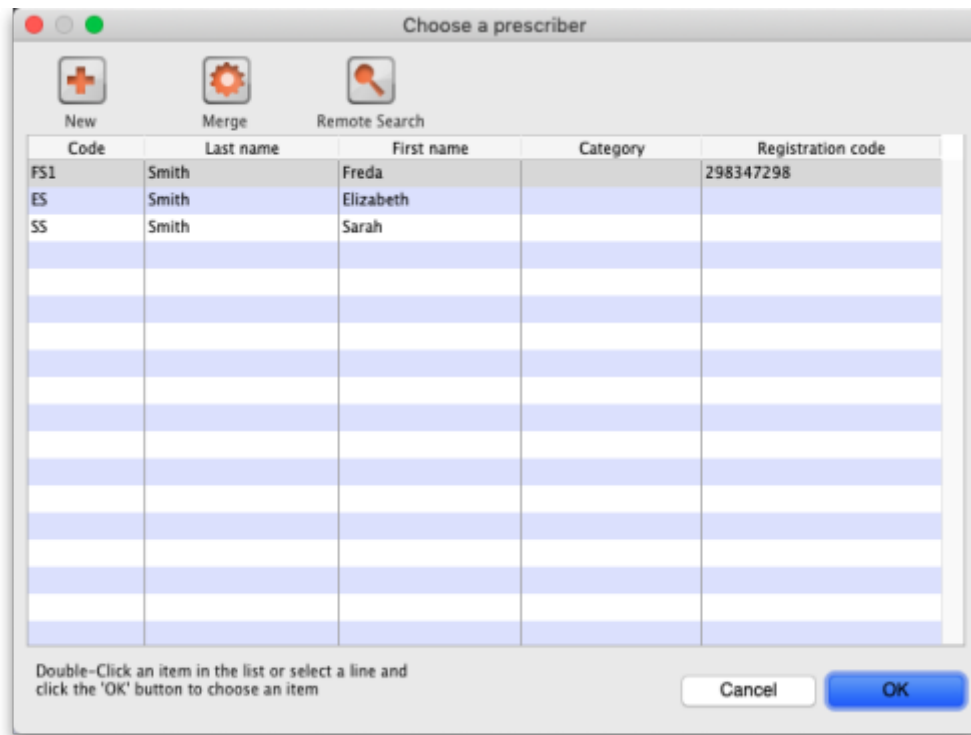 Choose a prescriber
New Merge Remote Search
Code Last name First name Category Registration code
FS1 Smith Freda 298347298
ES Smith Elizabeth
SS Smith Sarah
Double-Click an item in the list or select a line and
click the 'OK' button to choose an item
Cancel OK